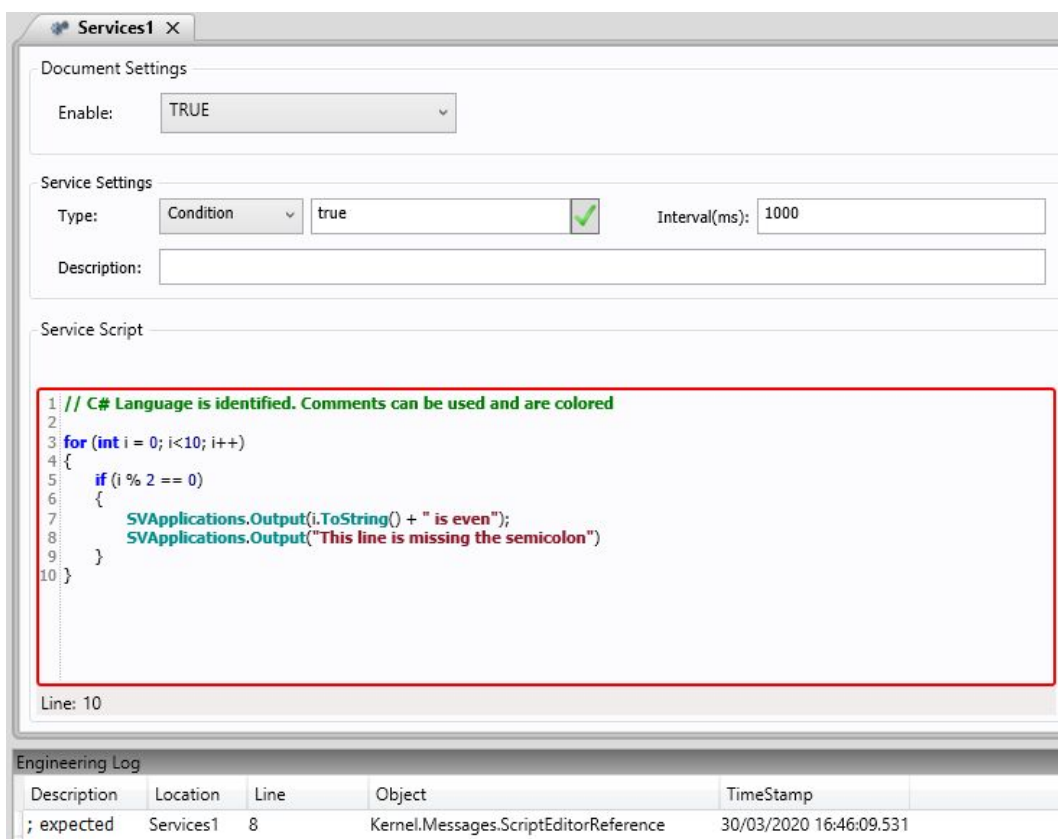 Services1
Document Settings
Enable: TRUE
Service Settings
Type: Condition true Interval(ms): 1000
Description:
Service Script
1 // C# Language is identified. Comments can be used and are colored
2
3 for (int i = 0; i<10; i++)
4 {
5 if (i % 2 == 0)
6 {
7 SVApplications.Output(i.ToString() + " is even");
8 SVApplications.Output("This line is missing the semicolon")
9 }
10 }
Line: 10
Engineering Log
Description Location Line Object TimeStamp
; expected Services1 8 Kernel.Messages.ScriptEditorReference 30/03/2020 16:46:09.531